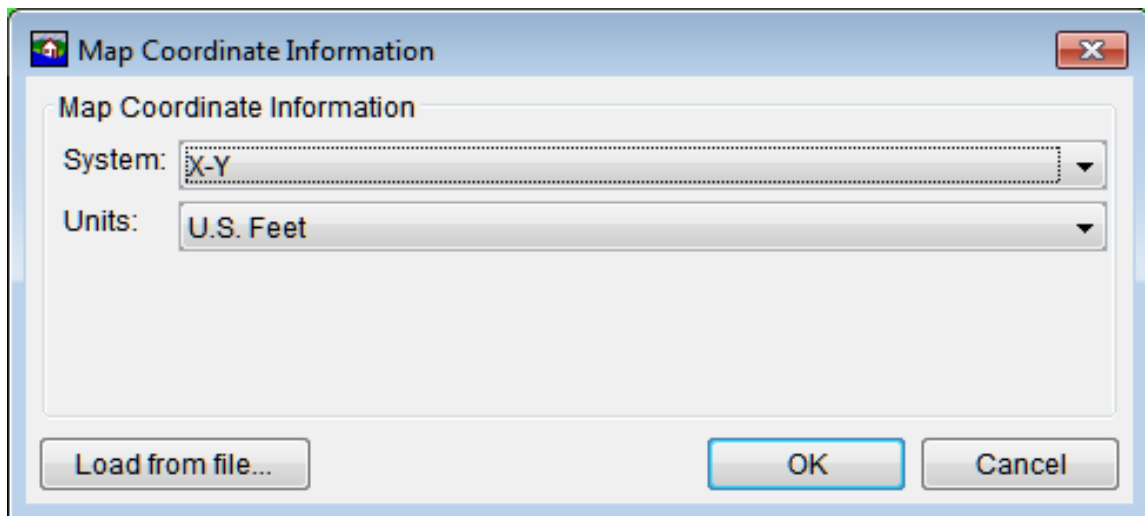 Map Coordinate Information
Map Coordinate Information
System: X-Y
Units: U.S. Feet
Load from file... OK Cancel